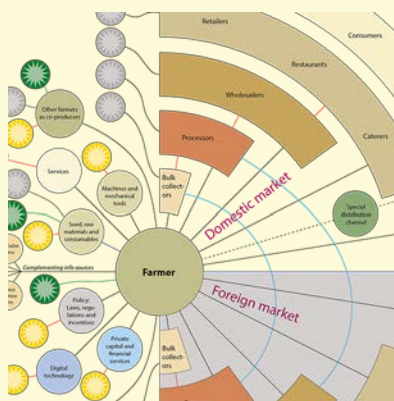 Retailers
Consumers
Restaurants
Wholesailers
Caterers
Other farmers
as co-producers
Processors
Services
Bulk
collect-
ors
Machines and
mechanical
tools
Domestic market
Special
distribution
channel
Seed, raw
materials and
consumables
Complementing info sources
Farmer
Foreign market
Policy:
Laws, regu-
lations and
incentives
Private
capital and
financial
services
Bulk
collect-
ors
Digital
technology